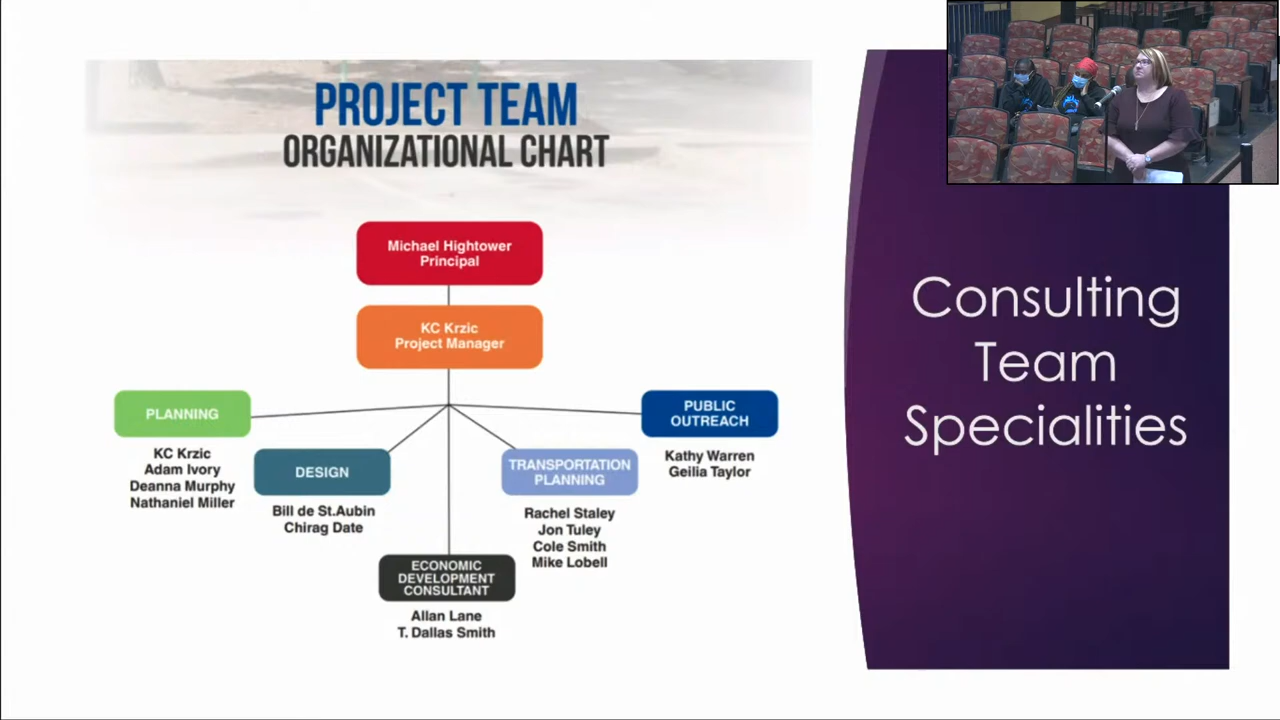 PROJECT TEAM
ORGANIZATIONAL CHART
Michael Hightower
Principal
KC Krzic
Project Manager
PLANNING
KC Krzic
Adam Ivory
Deanna Murphy
Nathaniel Miller
DESIGN
Bill de St.Aubin
Chirag Date
ECONOMIC
DEVELOPMENT
CONSULTANT
Allan Lane
T. Dallas Smith
TRANSPORTATION
PLANNING
Rachel Staley
Jon Tuley
Cole Smith
Mike Lobell
PUBLIC
OUTREACH
Kathy Warren
Geilia Taylor
Consulting
Team
Specialities